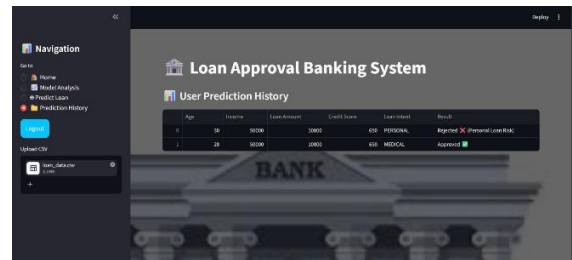 Deploy
Navigation
Go to
Home
Model Analysis
Predict Loan
Prediction History
Logout
Upload CSV
loan_data.csv
Loan Approval Banking System
User Prediction History
Age Income Loan Amount Credit Score Loan Intent Result
0 30 50000 10000 650 PERSONAL Rejected ❌ (Personal Loan Risk)
1 28 50000 10000 650 MEDICAL Approved ✅
BANK